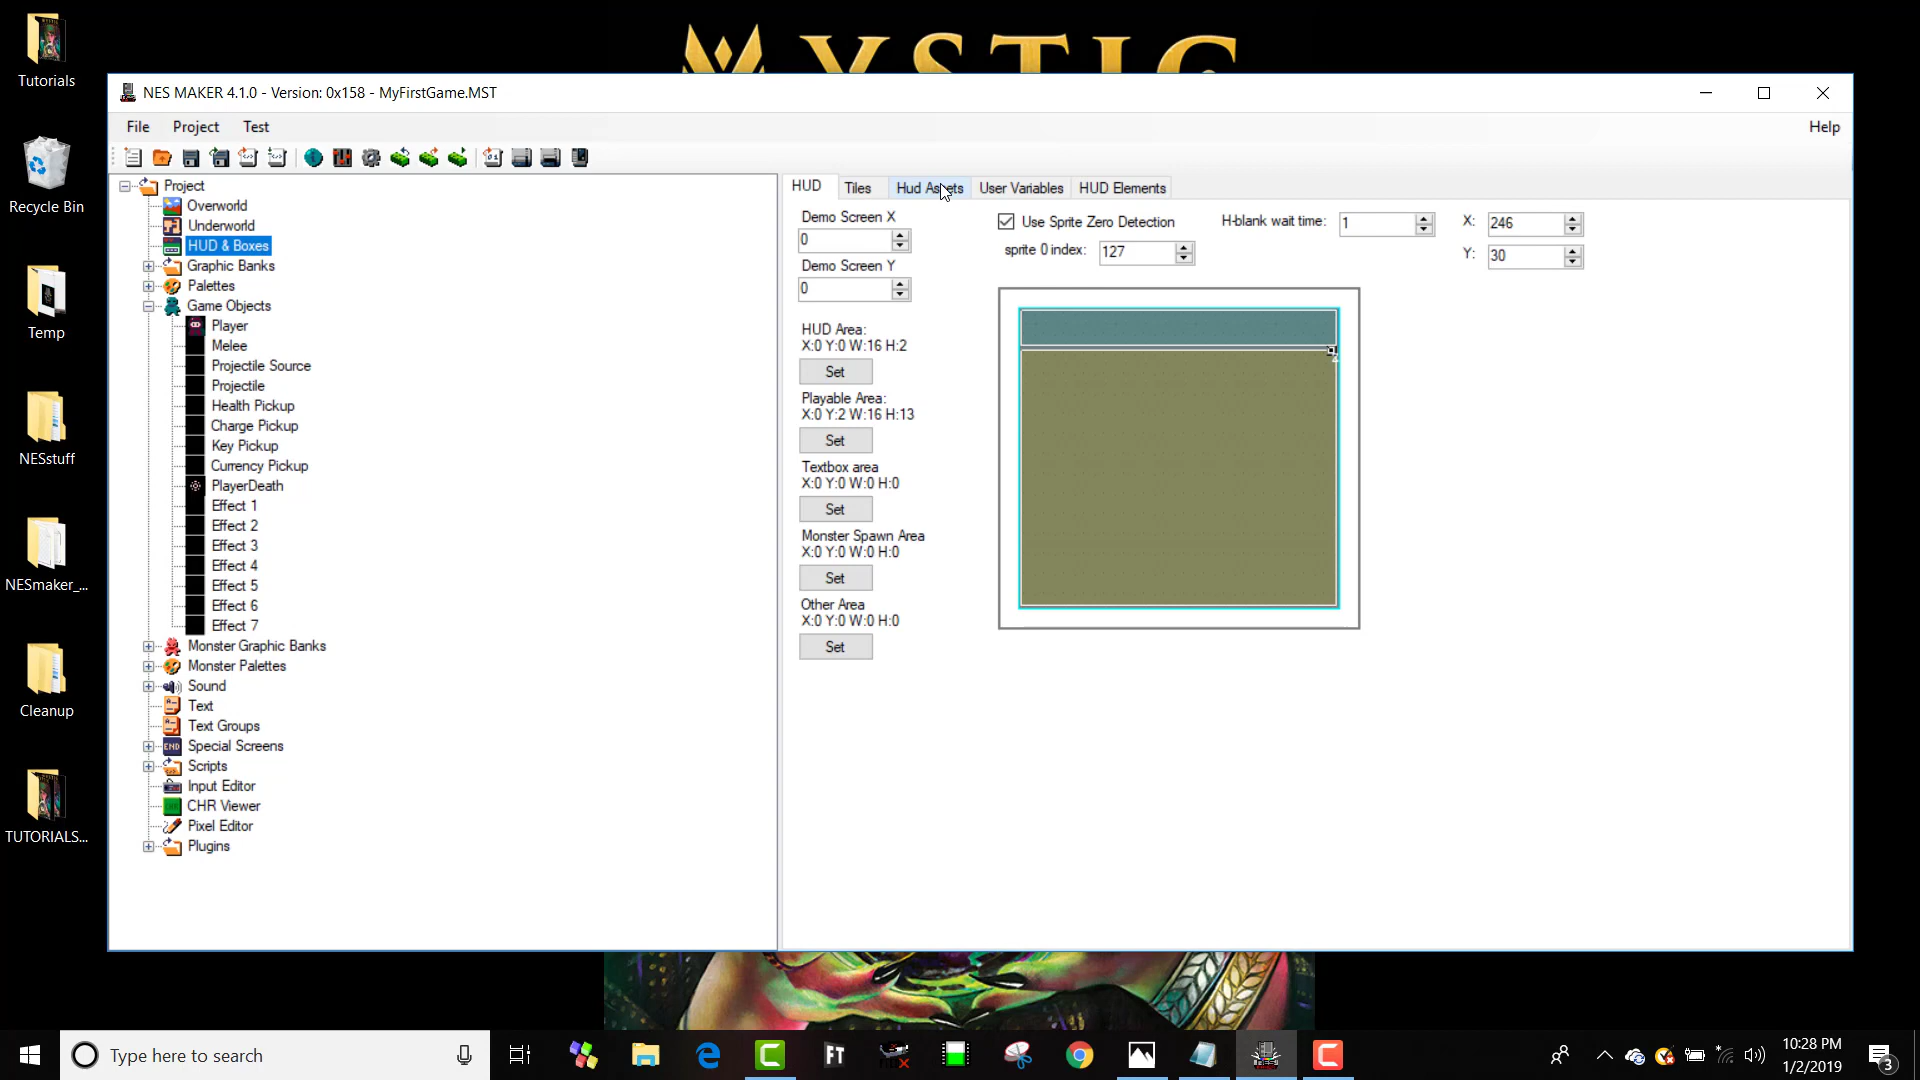 MYSTIC
Tutorials
Recycle Bin
Temp
NESstuff
NESmaker_...
Cleanup
TUTORIALS...
NES MAKER 4.1.0 - Version: 0x158 - MyFirstGame.MST
File Project Test Help
Project
Overworld
Underworld
HUD & Boxes
Graphic Banks
Palettes
Game Objects
Player
Melee
Projectile Source
Projectile
Health Pickup
Charge Pickup
Key Pickup
Currency Pickup
PlayerDeath
Effect 1
Effect 2
Effect 3
Effect 4
Effect 5
Effect 6
Effect 7
Monster Graphic Banks
Monster Palettes
Sound
Text
Text Groups
END Special Screens
Scripts
Input Editor
CHR Viewer
Pixel Editor
Plugins
HUD Tiles Hud Assets User Variables HUD Elements
Demo Screen X
0
Demo Screen Y
0
HUD Area:
X:0 Y:0 W:16 H:2
Set
Playable Area:
X:0 Y:2 W:16 H:13
Set
Textbox area
X:0 Y:0 W:0 H:0
Set
Monster Spawn Area
X:0 Y:0 W:0 H:0
Set
Other Area
X:0 Y:0 W:0 H:0
Set
Use Sprite Zero Detection
sprite 0 index: 127
H-blank wait time: 1
X: 246
Y: 30
Type here to search
FT
10:28 PM
1/2/2019
3